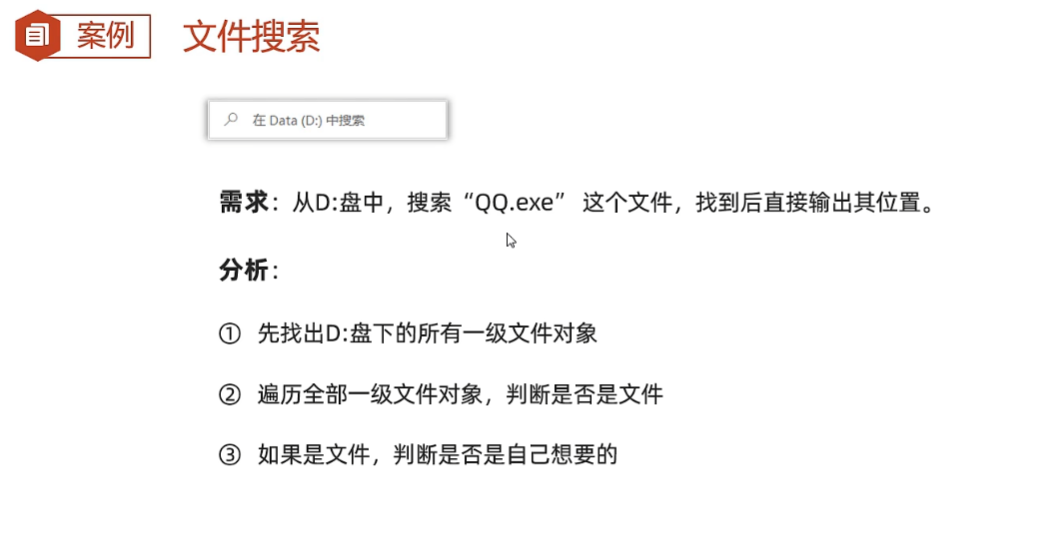 案例 文件搜索
在 Data (D:) 中搜索
需求：从D:盘中，搜索“QQ.exe” 这个文件，找到后直接输出其位置。
分析：
① 先找出D:盘下的所有一级文件对象
② 遍历全部一级文件对象，判断是否是文件
③ 如果是文件，判断是否是自己想要的